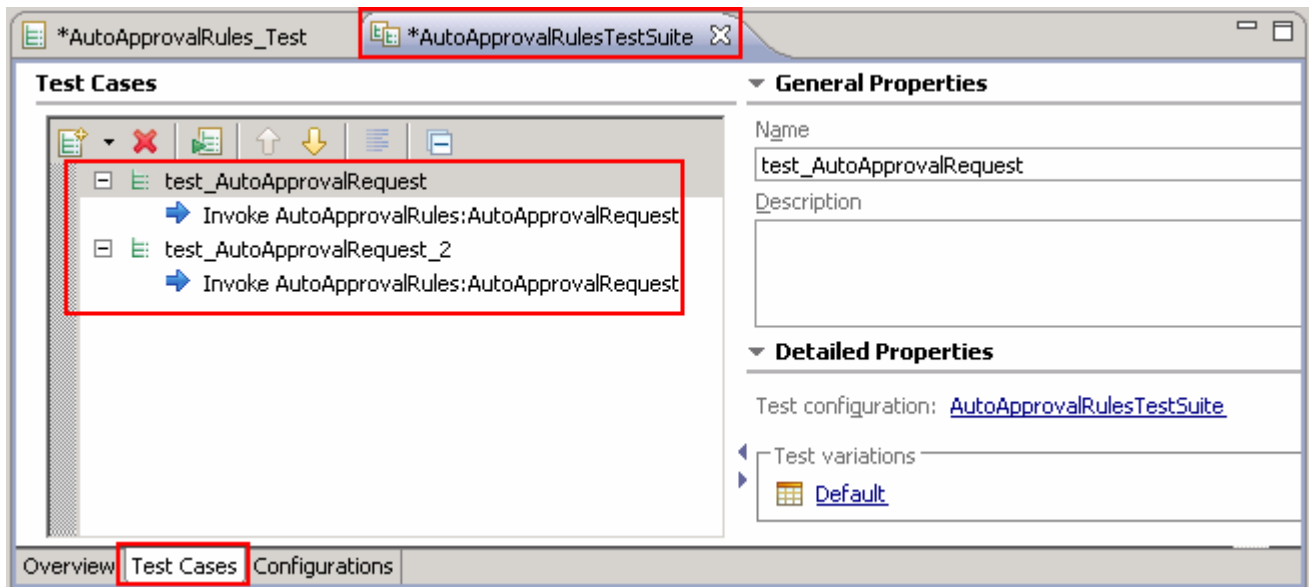 *AutoApprovalRules_Test
*AutoApprovalRulesTestSuite
Test Cases
test_AutoApprovalRequest
Invoke AutoApprovalRules:AutoApprovalRequest
test_AutoApprovalRequest_2
Invoke AutoApprovalRules:AutoApprovalRequest
General Properties
Name
test_AutoApprovalRequest
Description
Detailed Properties
Test configuration: AutoApprovalRulesTestSuite
Test variations
Default
Overview Test Cases Configurations